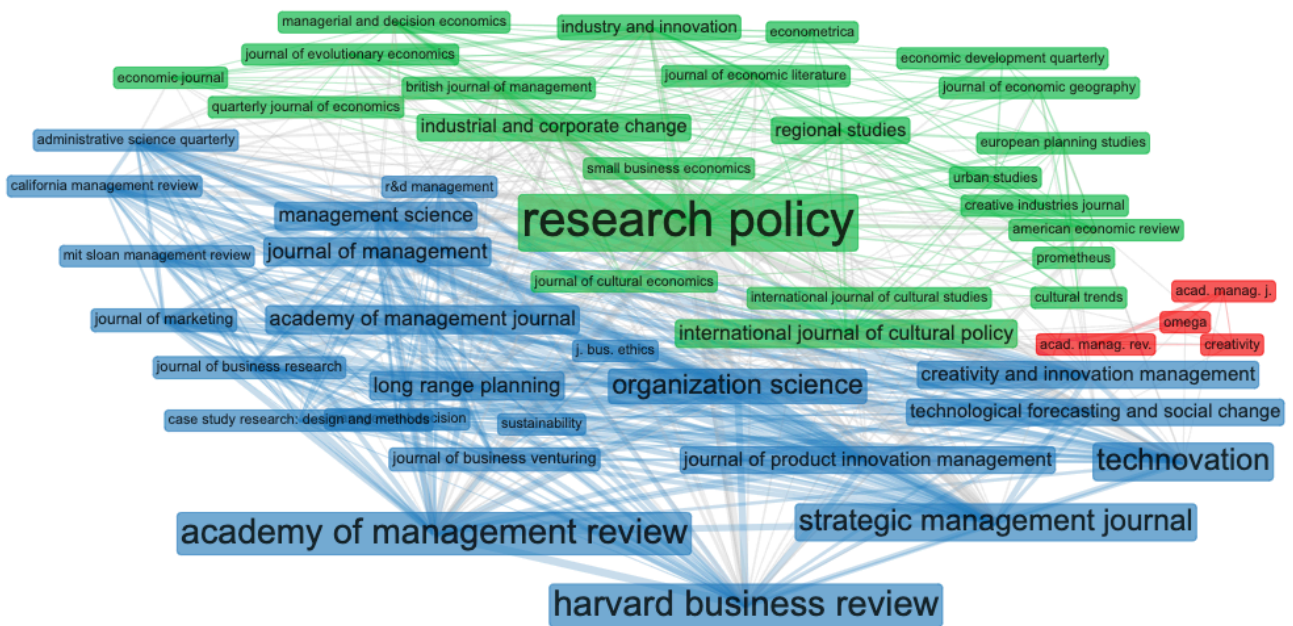 managerial and decision economics
industry and innovation
econometrica
journal of evolutionary economics
economic development quarterly
economic journal
british journal of management
journal of economic literature
journal of economic geography
quarterly journal of economics
industrial and corporate change
regional studies
administrative science quarterly
european planning studies
small business economics
urban studies
california management review
r&d management
creative industries journal
management science
research policy
american economic review
mit sloan management review
journal of management
prometheus
journal of cultural economics
international journal of cultural studies
cultural trends
acad. manag. j.
journal of marketing
academy of management journal
omega
international journal of cultural policy
acad. manag. rev.
creativity
j. bus. ethics
journal of business research
long range planning
organization science
creativity and innovation management
case study research: design and methods
sustainability
technological forecasting and social change
journal of business venturing
journal of product innovation management
technovation
academy of management review
strategic management journal
harvard business review